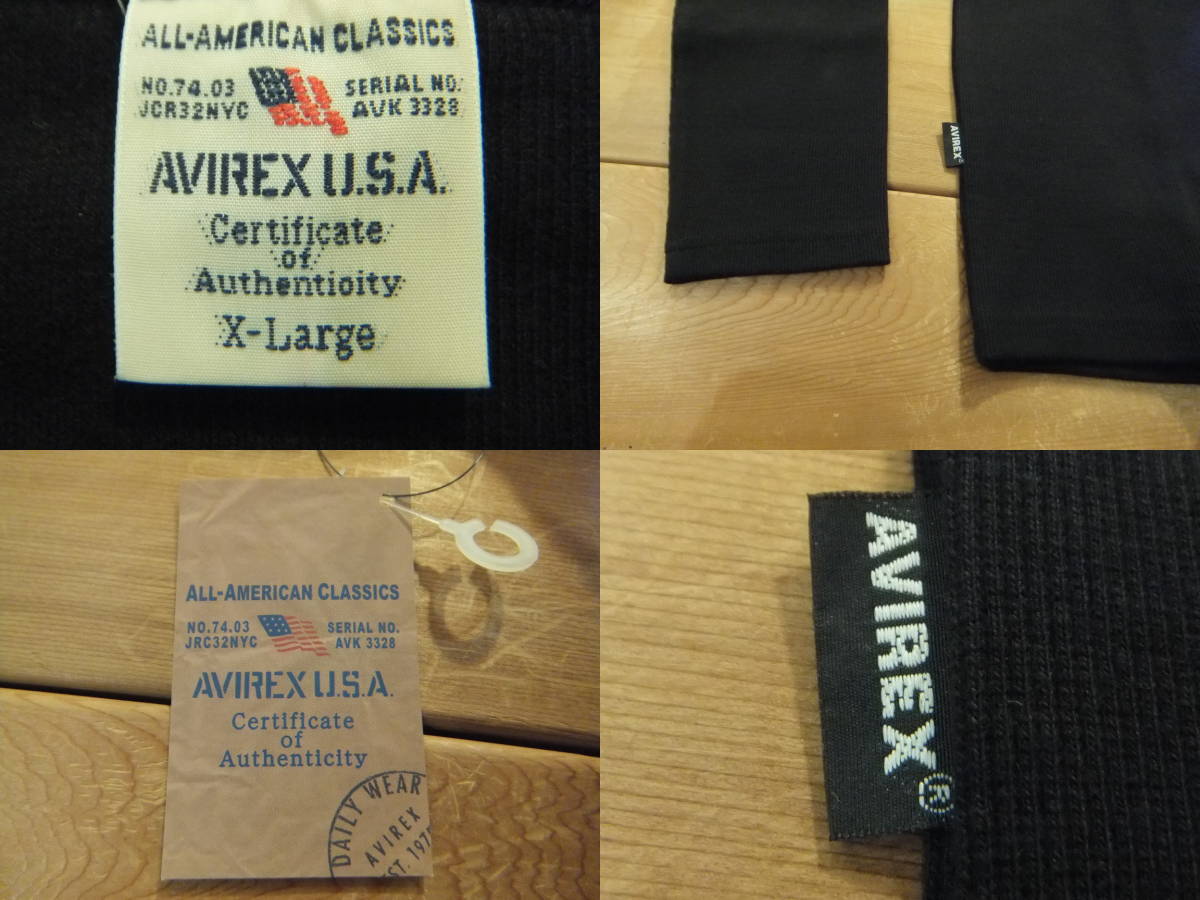 ALL-AMERICAN CLASSICS
NO.74.03
JCR32NYC
SERIAL NO.
AVK 3328
AVIREX U.S.A.
Certificate
of
Authenticity
X-Large
AVIREX
ALL-AMERICAN CLASSICS
NO.74.03
JRC32NYC
SERIAL NO.
AVK 3328
AVIREX U.S.A.
Certificate
of
Authenticity
DAILY WEAR
AVIREX
AVIREX®